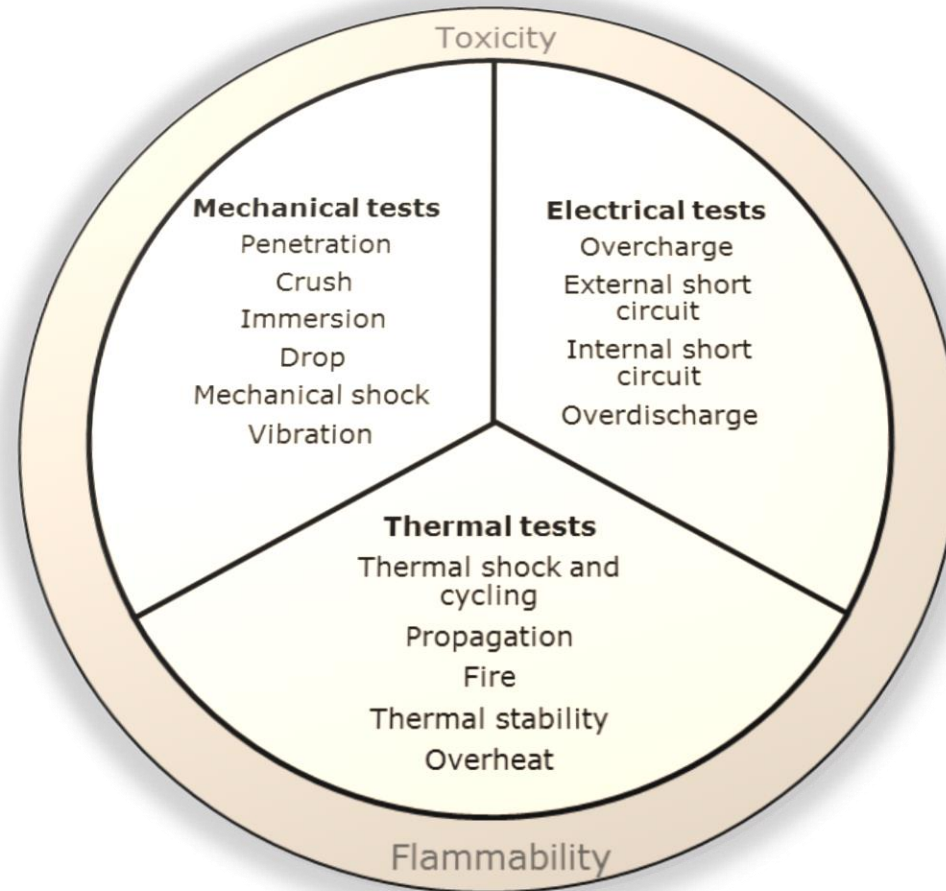 Toxicity
Mechanical tests
Penetration
Crush
Immersion
Drop
Mechanical shock
Vibration
Electrical tests
Overcharge
External short
circuit
Internal short
circuit
Overdischarge
Thermal tests
Thermal shock and
cycling
Propagation
Fire
Thermal stability
Overheat
Flammability